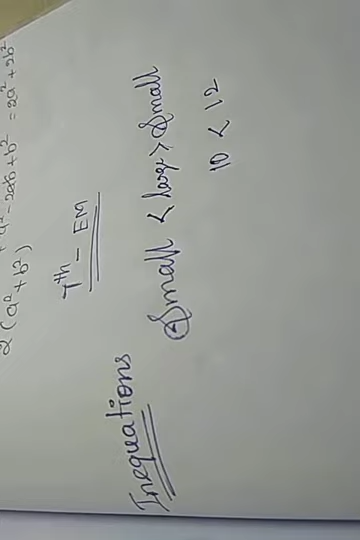 a² - 2ab + b² = 2a² + 2b²
2(a² + b²)
7th - EM
Inequations
Small < large > Small
10 < 12